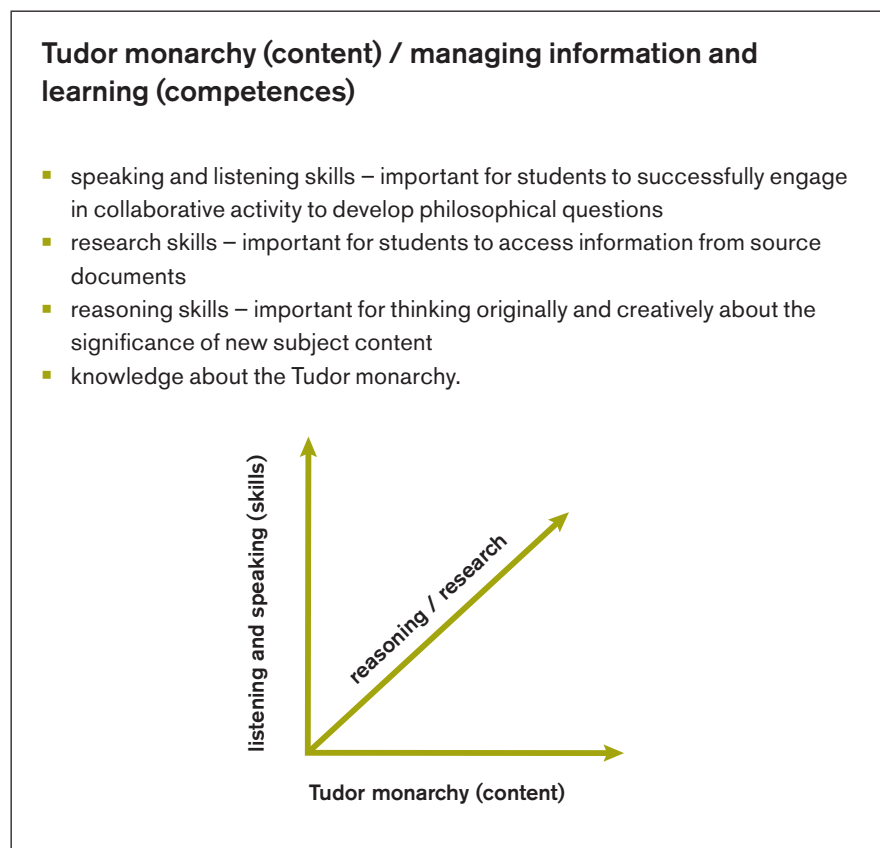 Tudor monarchy (content) / managing information and
learning (competences)
▪ speaking and listening skills – important for students to successfully engage
in collaborative activity to develop philosophical questions
▪ research skills – important for students to access information from source
documents
▪ reasoning skills – important for thinking originally and creatively about the
significance of new subject content
▪ knowledge about the Tudor monarchy.
listening and speaking (skills)
reasoning / research
Tudor monarchy (content)